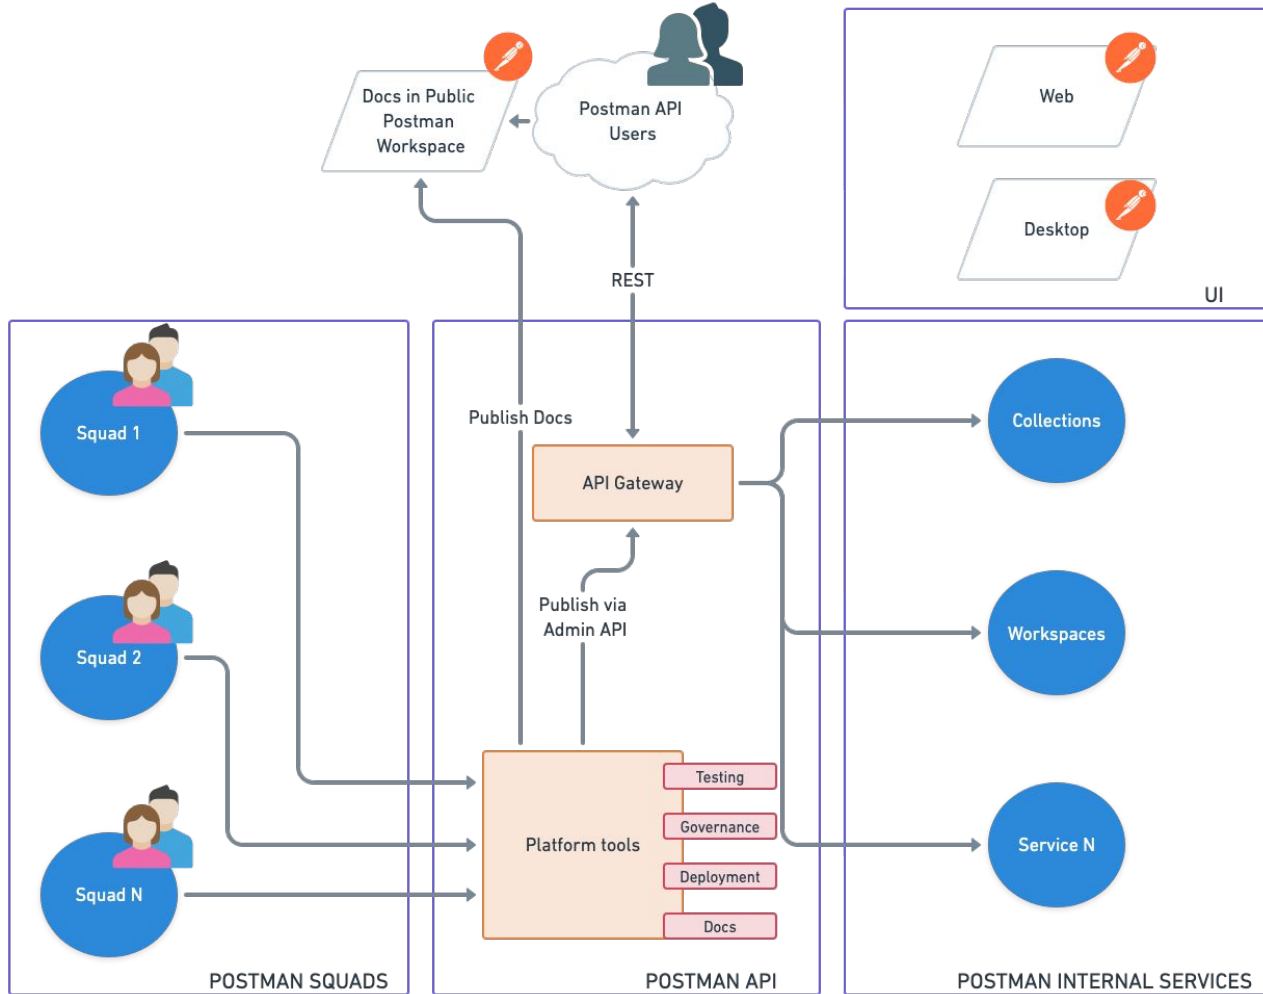 Docs in Public
Postman
Workspace
Postman API
Users
Web
Desktop
UI
REST
Squad 1
Squad 2
Squad N
POSTMAN SQUADS
Publish Docs
API Gateway
Publish via
Admin API
Platform tools
Testing
Governance
Deployment
Docs
POSTMAN API
Collections
Workspaces
Service N
POSTMAN INTERNAL SERVICES